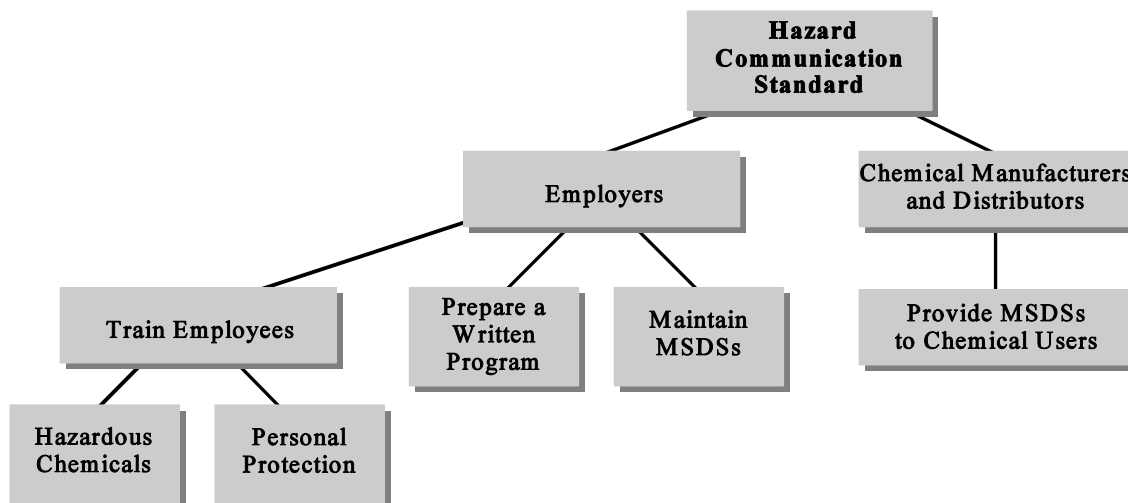 Hazard
Communication
Standard
Employers
Chemical Manufacturers
and Distributors
Train Employees
Prepare a
Written
Program
Maintain
MSDSs
Provide MSDSs
to Chemical Users
Hazardous
Chemicals
Personal
Protection